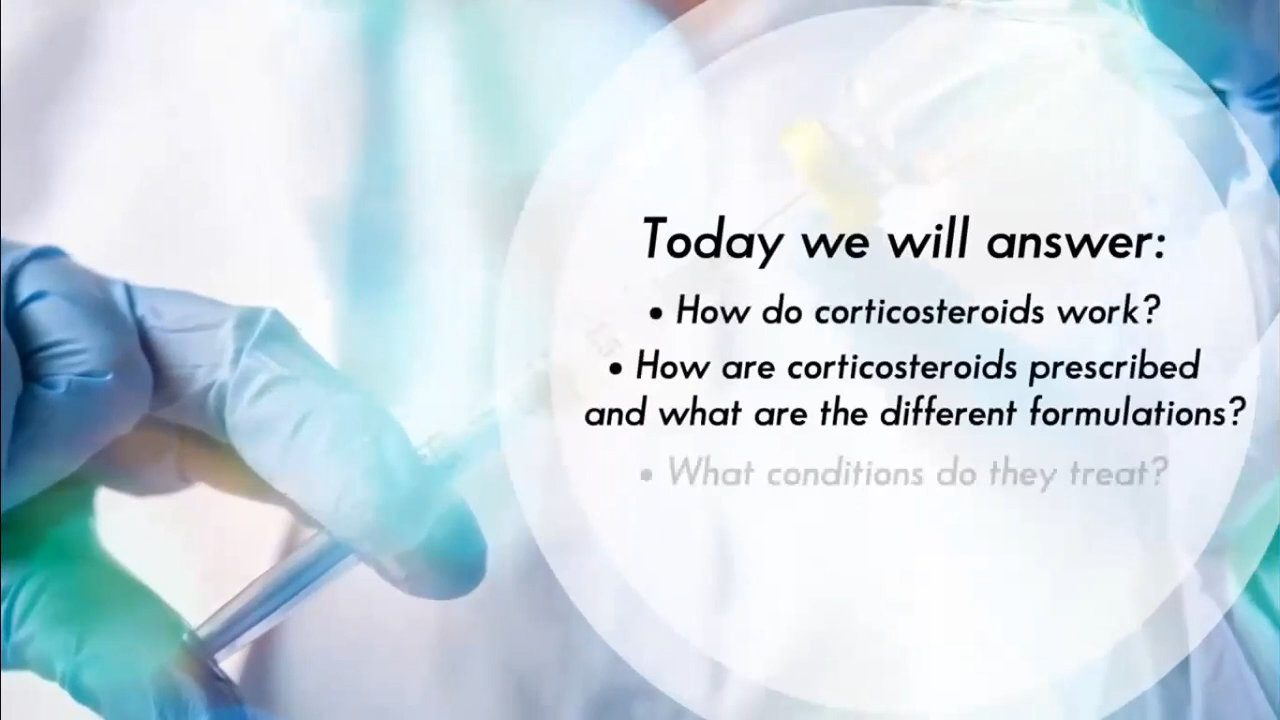 Today we will answer:
• How do corticosteroids work?
• How are corticosteroids prescribed
and what are the different formulations?
• What conditions do they treat?